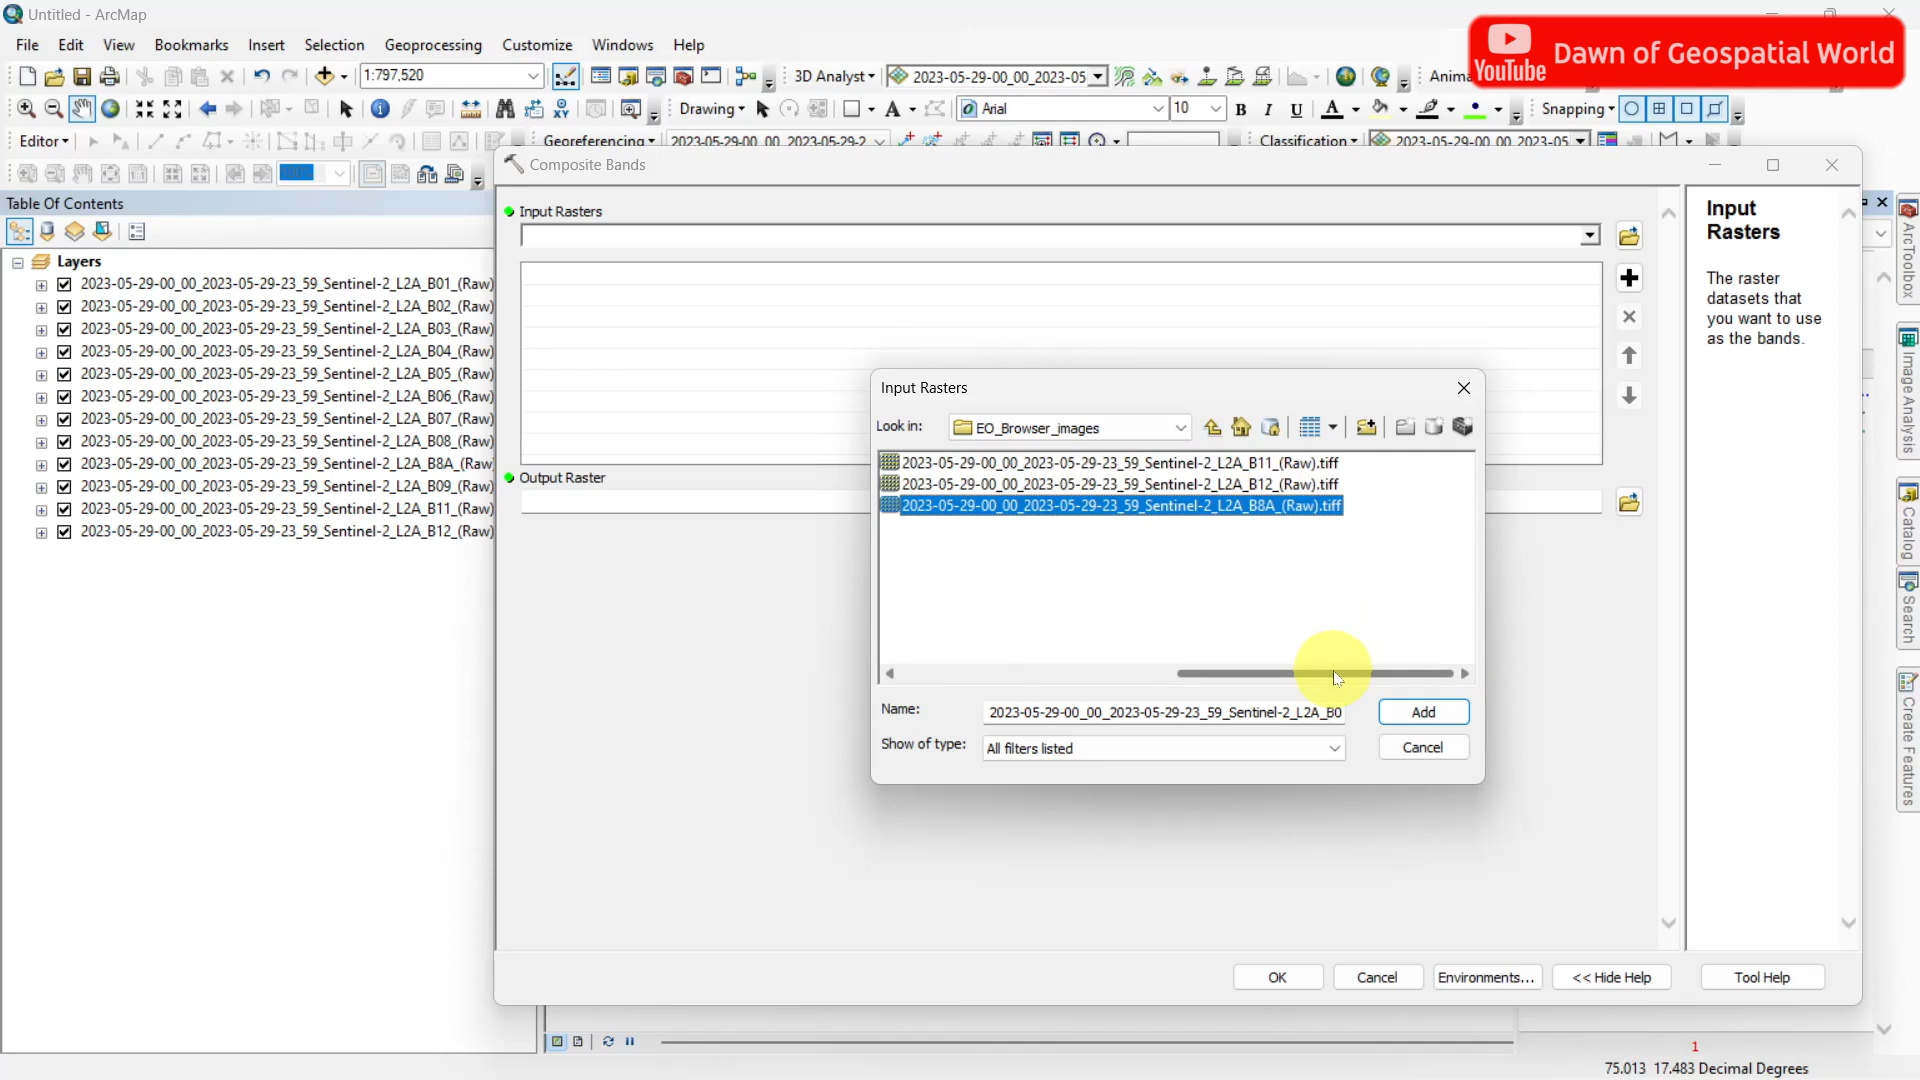 Untitled - ArcMap
File Edit View Bookmarks Insert Selection Geoprocessing Customize Windows Help
YouTube Dawn of Geospatial World
1:797,520 3D Analyst 2023-05-29-00_00_2023-05 Anima
Drawing Arial 10 B I U A Snapping
Editor Georeferencing 2023-05-29-00_00_2023-05-29-2 Classification 2023-05-29-00_00_2023-05
Composite Bands
Table Of Contents
Layers
2023-05-29-00_00_2023-05-29-23_59_Sentinel-2_L2A_B01_(Raw)
2023-05-29-00_00_2023-05-29-23_59_Sentinel-2_L2A_B02_(Raw)
2023-05-29-00_00_2023-05-29-23_59_Sentinel-2_L2A_B03_(Raw)
2023-05-29-00_00_2023-05-29-23_59_Sentinel-2_L2A_B04_(Raw)
2023-05-29-00_00_2023-05-29-23_59_Sentinel-2_L2A_B05_(Raw)
2023-05-29-00_00_2023-05-29-23_59_Sentinel-2_L2A_B06_(Raw)
2023-05-29-00_00_2023-05-29-23_59_Sentinel-2_L2A_B07_(Raw)
2023-05-29-00_00_2023-05-29-23_59_Sentinel-2_L2A_B08_(Raw)
2023-05-29-00_00_2023-05-29-23_59_Sentinel-2_L2A_B8A_(Raw
2023-05-29-00_00_2023-05-29-23_59_Sentinel-2_L2A_B09_(Raw)
2023-05-29-00_00_2023-05-29-23_59_Sentinel-2_L2A_B11_(Raw)
2023-05-29-00_00_2023-05-29-23_59_Sentinel-2_L2A_B12_(Raw)
Input Rasters
Output Raster
Input Rasters
Look in: EO_Browser_images
2023-05-29-00_00_2023-05-29-23_59_Sentinel-2_L2A_B11_(Raw).tiff
2023-05-29-00_00_2023-05-29-23_59_Sentinel-2_L2A_B12_(Raw).tiff
2023-05-29-00_00_2023-05-29-23_59_Sentinel-2_L2A_B8A_(Raw).tiff
Name: 2023-05-29-00_00_2023-05-29-23_59_Sentinel-2_L2A_B0 Add
Show of type: All filters listed Cancel
Input
Rasters
The raster
datasets that
you want to use
as the bands.
OK Cancel Environments... << Hide Help Tool Help
ArcToolbox
Image Analysis
Catalog
Search
Create Features
1
75.013 17.483 Decimal Degrees